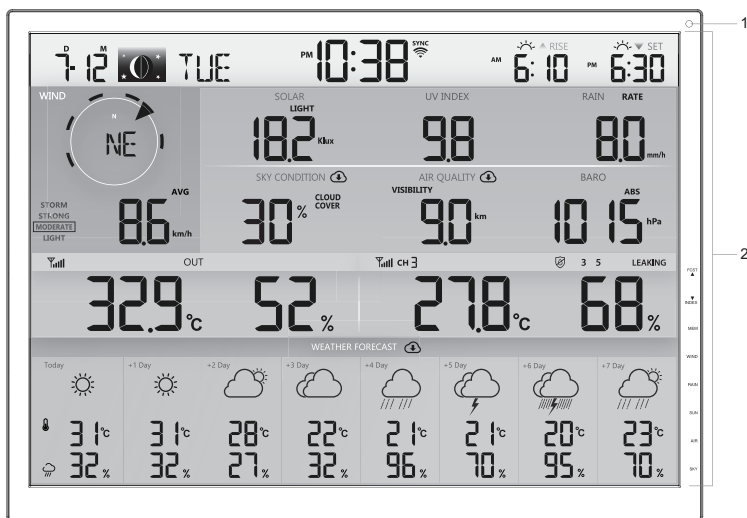 1
D M SYNC RISE SET
7-12 TUE PM 10:38 AM 6:10 PM 6:30
2
WIND SOLAR UV INDEX RAIN RATE
N LIGHT
NE 18.2 Klux 9.8 8.0 mm/h
SKY CONDITION AIR QUALITY BARO
AVG CLOUD COVER VISIBILITY ABS
STORM
STRONG
MODERATE
LIGHT
8.6 km/h 30% 9.0 km 1015 hPa
OUT CH 3 3 5 LEAKING
32.9°C 52% 27.8°C 68%
WEATHER FORECAST
Today +1 Day +2 Day +3 Day +4 Day +5 Day +6 Day +7 Day
31°C 31°C 28°C 22°C 21°C 21°C 20°C 23°C
32% 32% 27% 32% 96% 70% 95% 70%
INDEX
MEM
WIND
RAIN
SUN
AIR
SKY